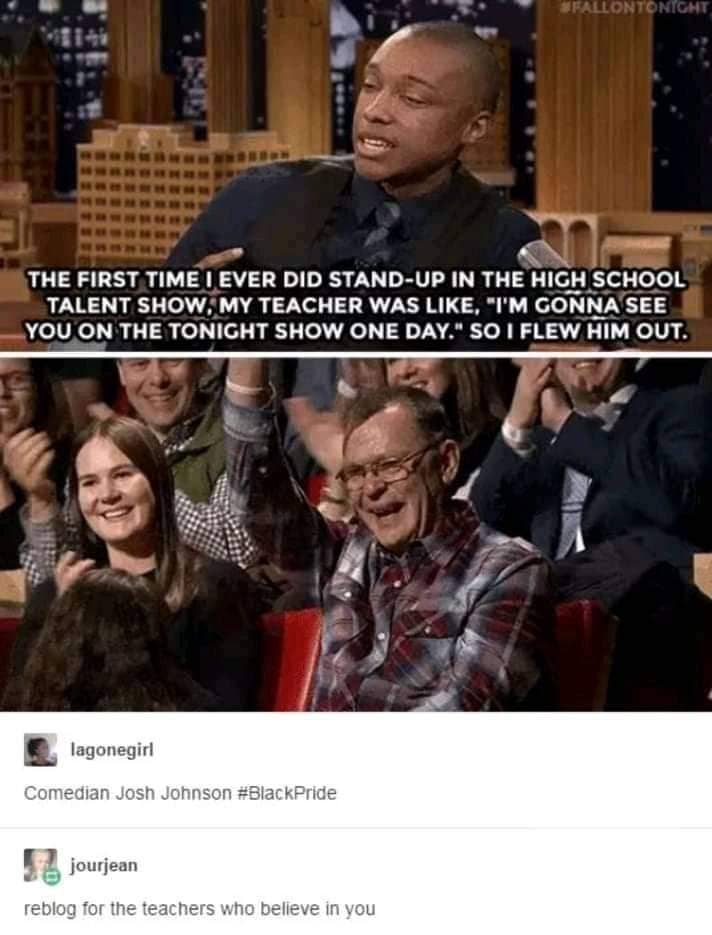 #FALLONTONIGHT
THE FIRST TIME I EVER DID STAND-UP IN THE HIGH SCHOOL
TALENT SHOW, MY TEACHER WAS LIKE, "I'M GONNA SEE
YOU ON THE TONIGHT SHOW ONE DAY." SO I FLEW HIM OUT.
lagonegirl
Comedian Josh Johnson #BlackPride
jourjean
reblog for the teachers who believe in you